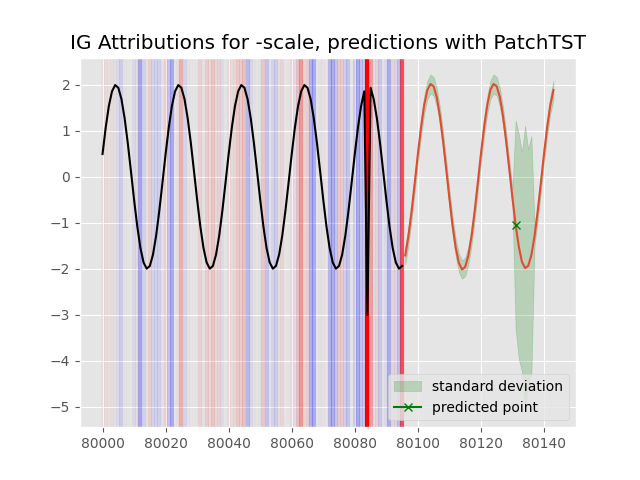 IG Attributions for -scale, predictions with PatchTST
2
1
0
−1
−2
−3
−4
−5
standard deviation
predicted point
80000 80020 80040 80060 80080 80100 80120 80140